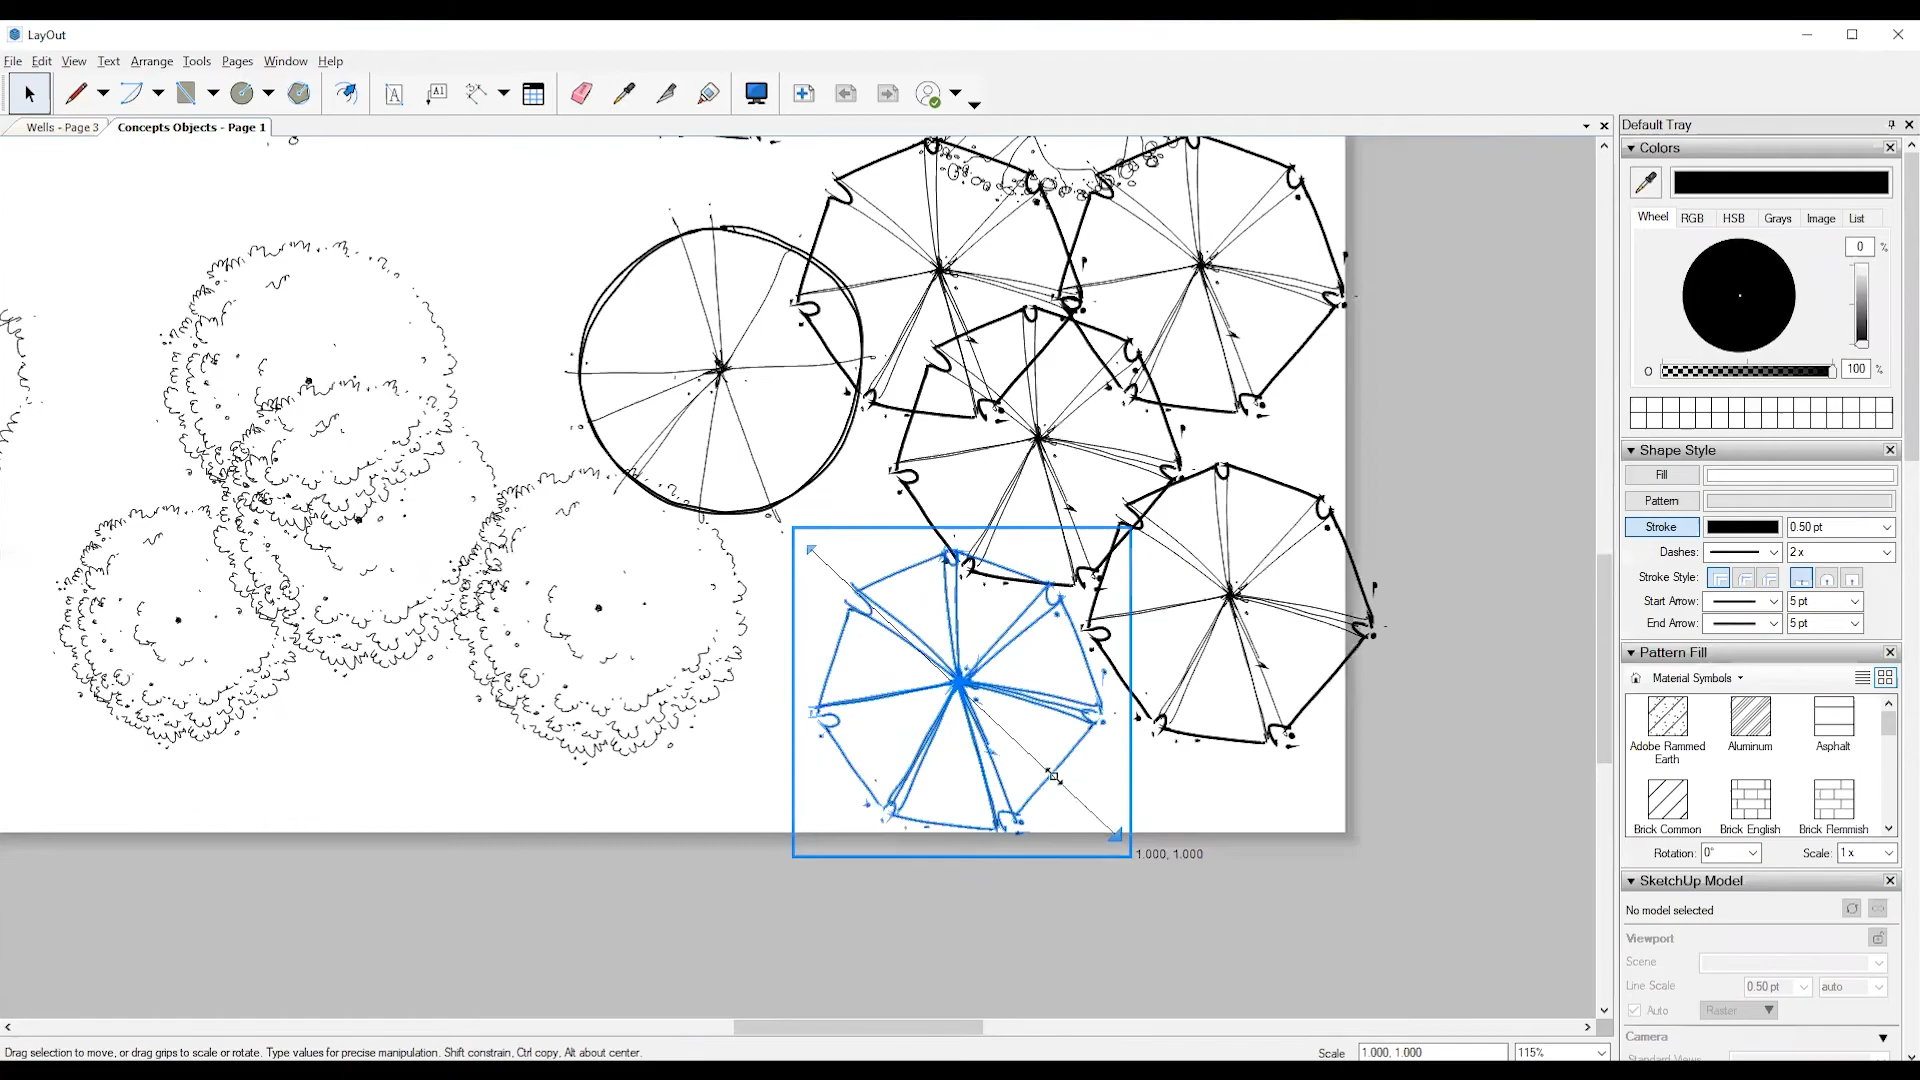 LayOut
File Edit View Text Arrange Tools Pages Window Help
A A1
Wells - Page 3 Concepts Objects - Page 1
Default Tray
Colors
Wheel RGB HSB Grays Image List
0 %
O 100 %
Shape Style
Fill
Pattern
Stroke 0.50 pt
Dashes: 2 x
Stroke Style:
Start Arrow: 5 pt
End Arrow: 5 pt
Pattern Fill
Material Symbols
Adobe Rammed Earth Aluminum Asphalt
Brick Common Brick English Brick Flemmish
Rotation: 0° Scale: 1 x
1.000, 1.000
SketchUp Model
No model selected
Viewport
Scene
Line Scale 0.50 pt auto
Auto Raster
Camera
Standard Views
Drag selection to move, or drag grips to scale or rotate. Type values for precise manipulation. Shift constrain, Ctrl copy, Alt about center.
Scale 1.000, 1.000 115%